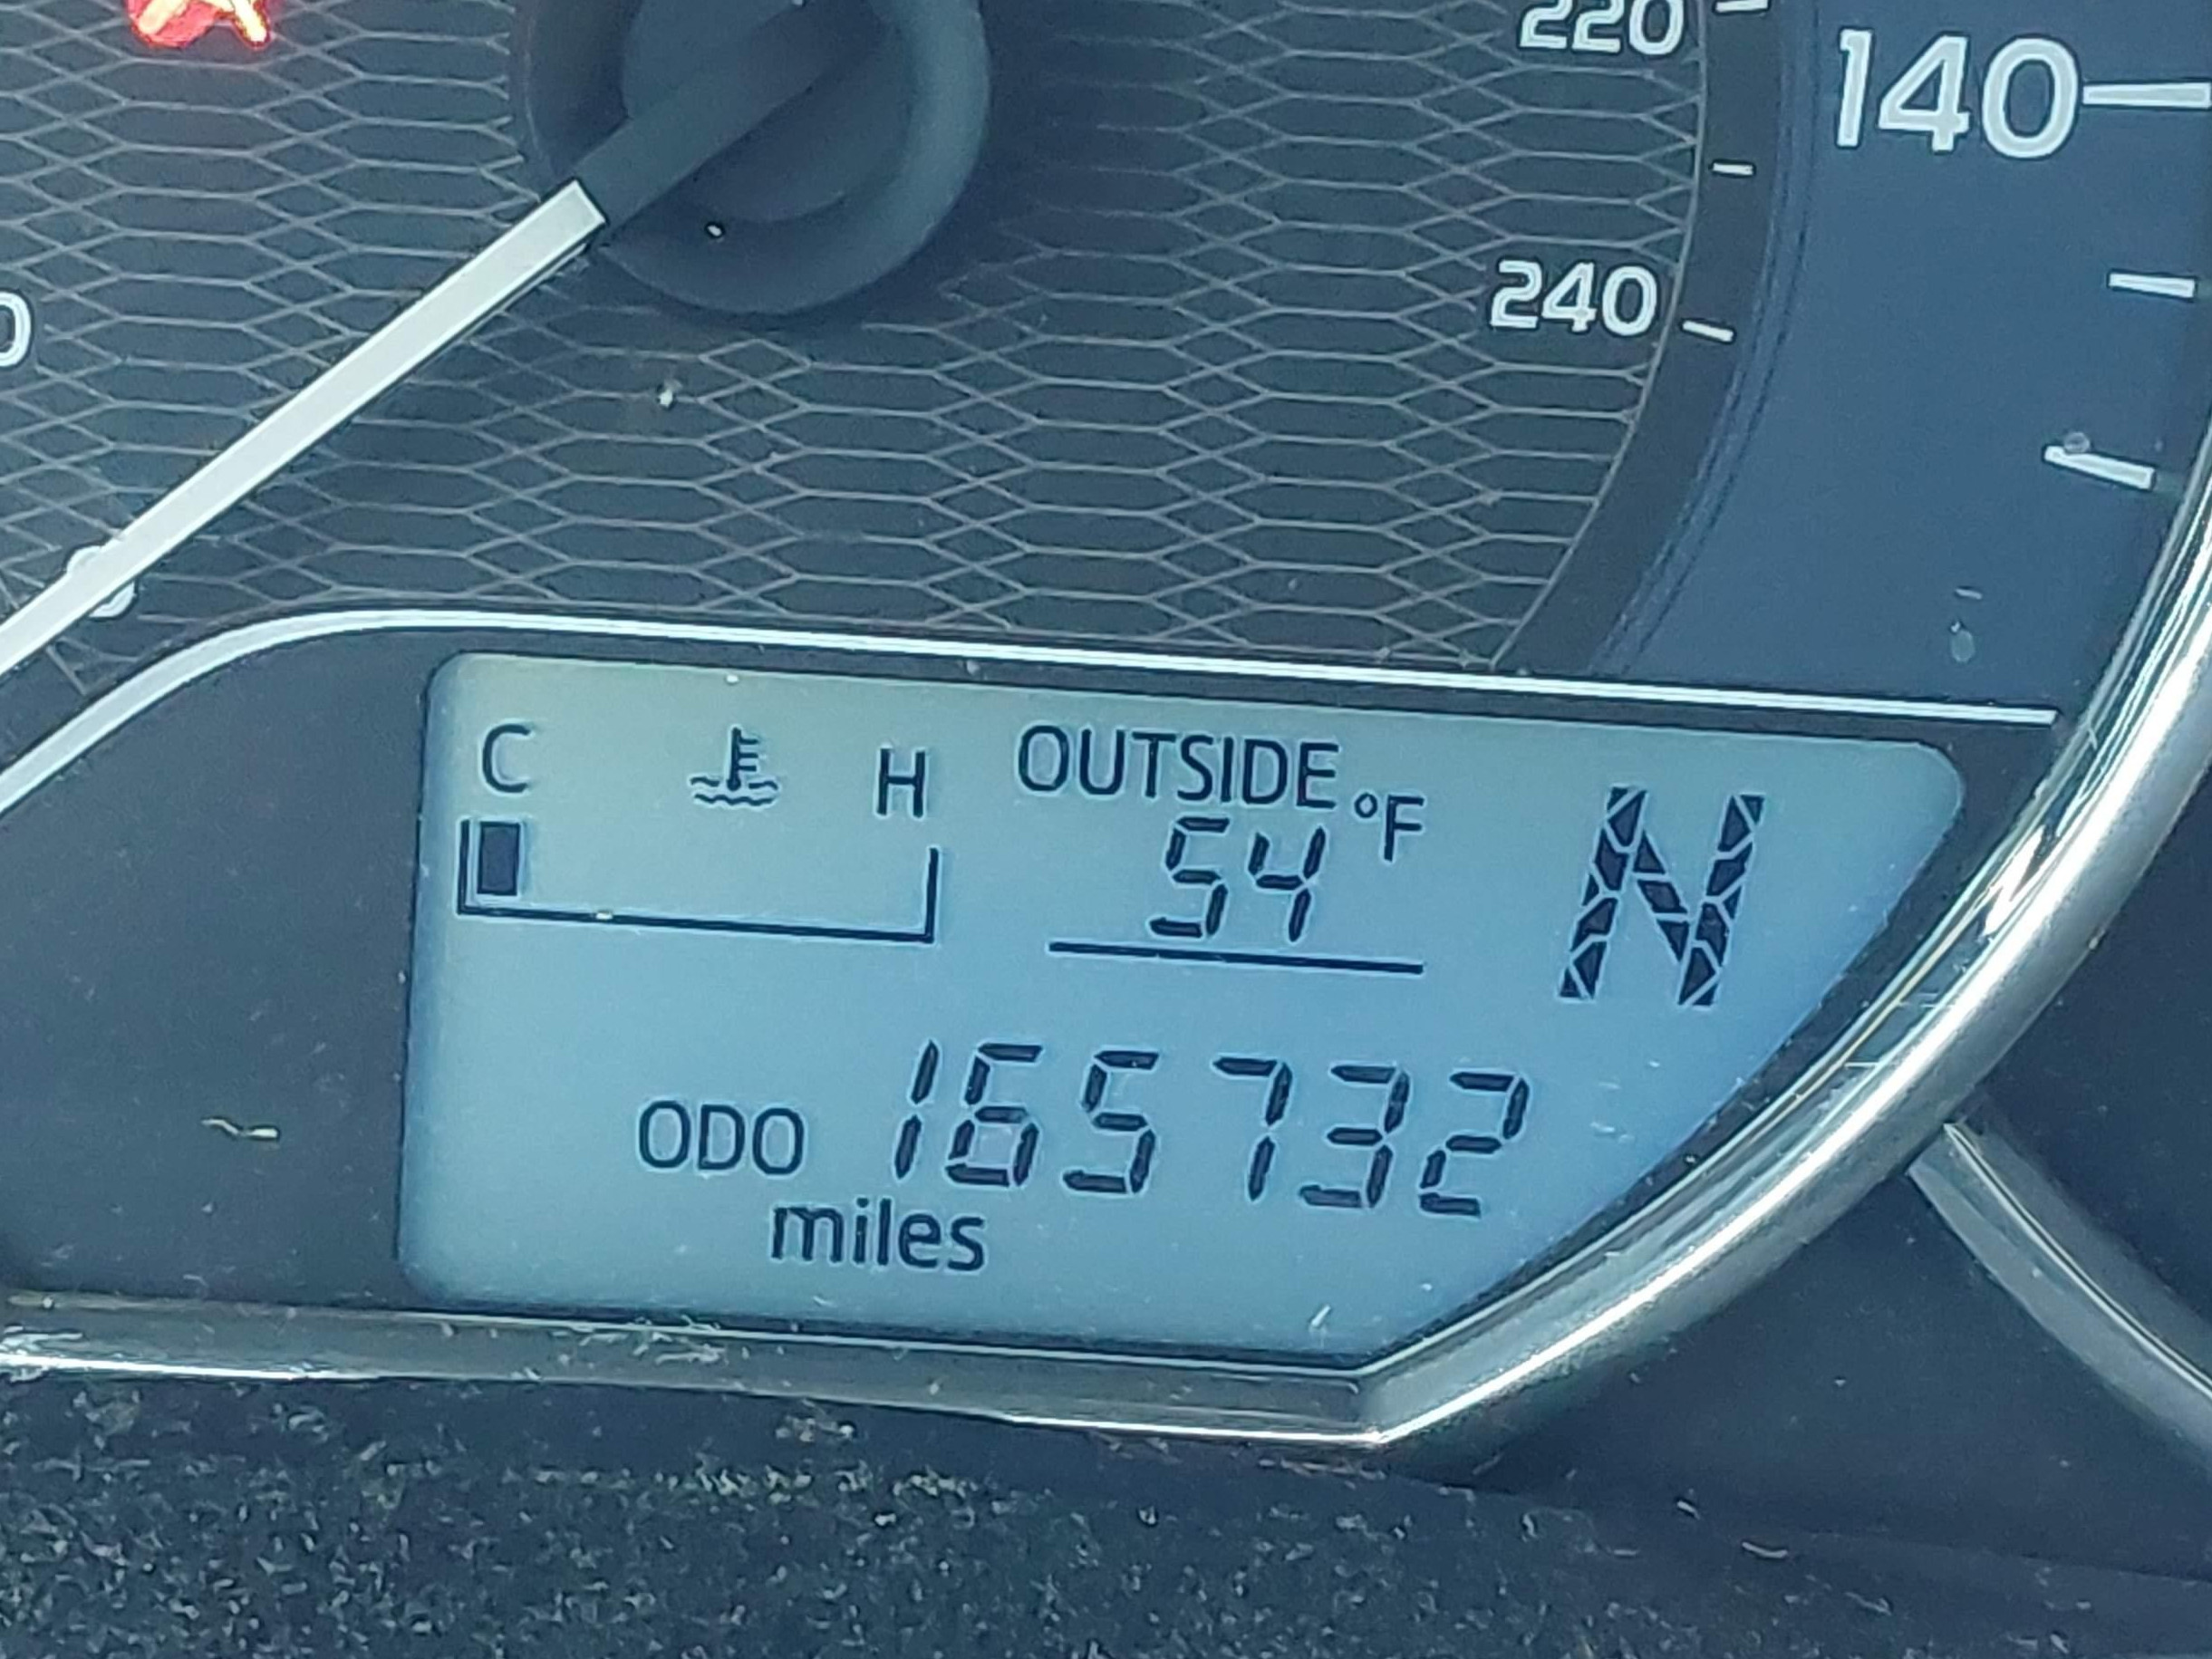 220
140
240
C H OUTSIDE °F
54
N
ODO 165732
miles